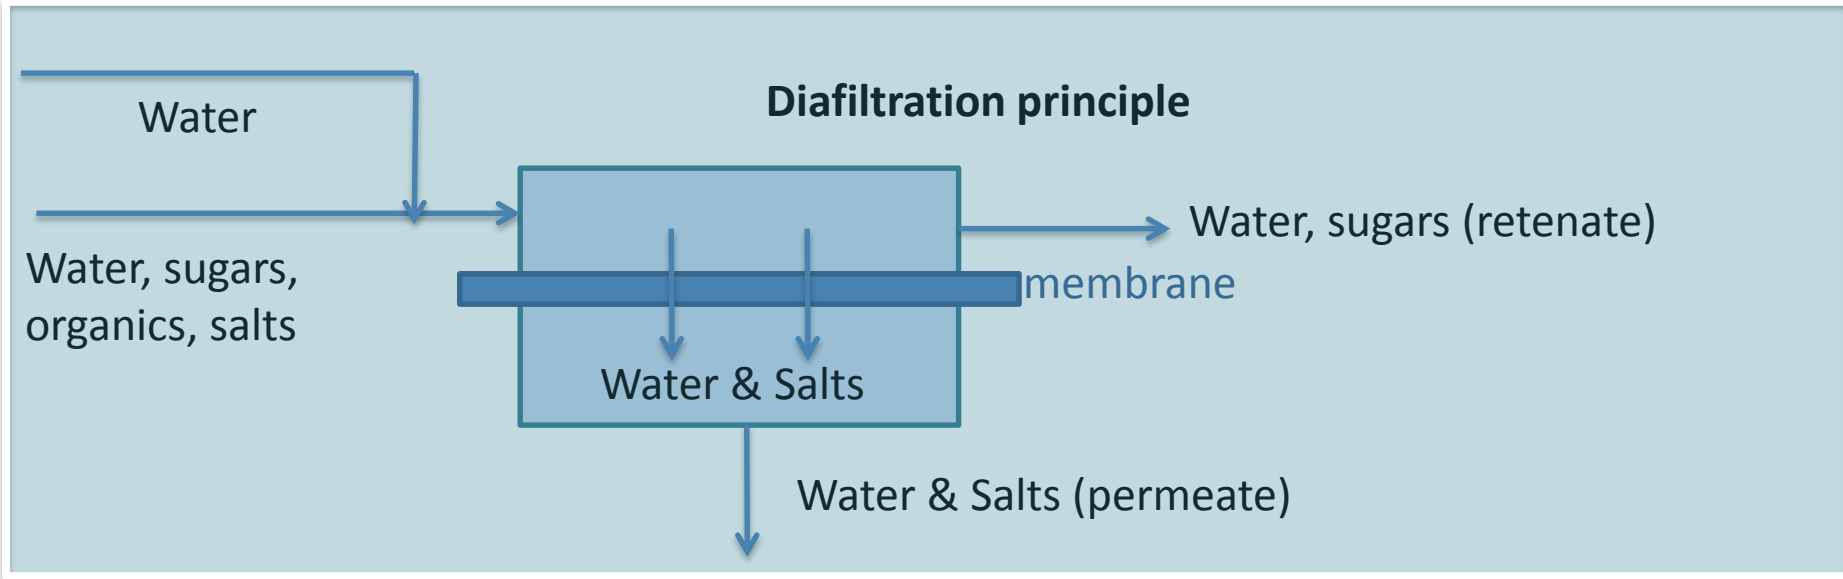 Diafiltration principle
Water
Water, sugars,
organics, salts
Water, sugars (retenate)
membrane
Water & Salts
Water & Salts (permeate)